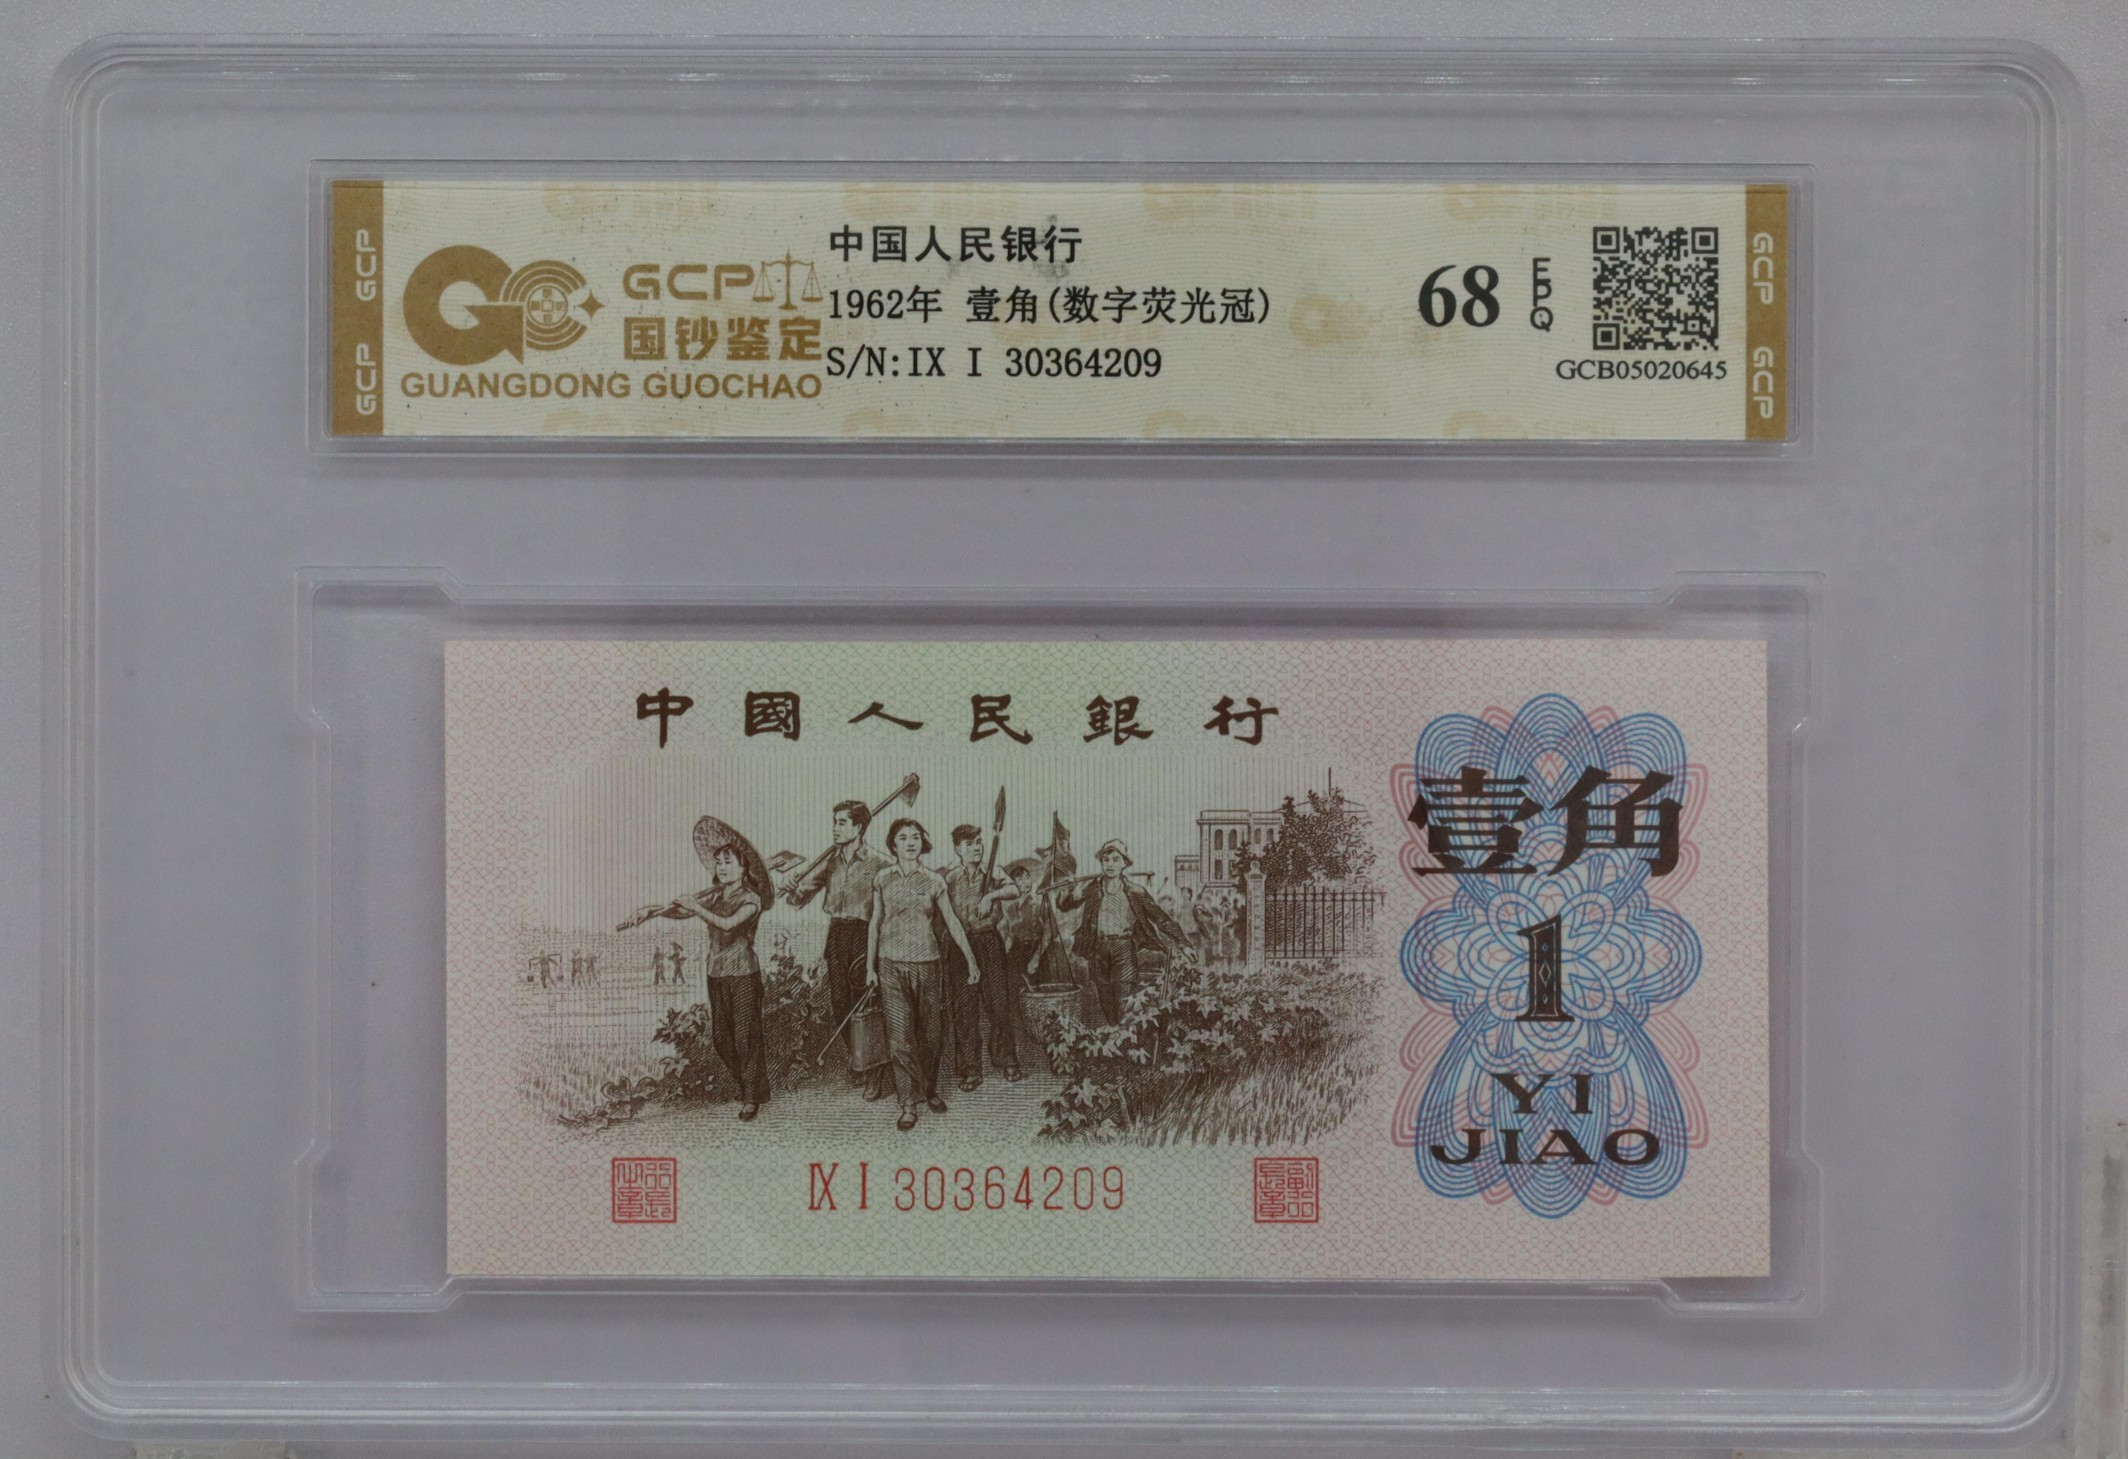 GCP GCP
GCP
国钞鉴定
GUANGDONG GUOCHAO
中国人民银行
1962年 壹角(数字荧光冠)
S/N:IX I 30364209
68 EPQ
GCB05020645
GCP GCP
中國人民銀行
壹角
1
YI
JIAO
IX I 30364209